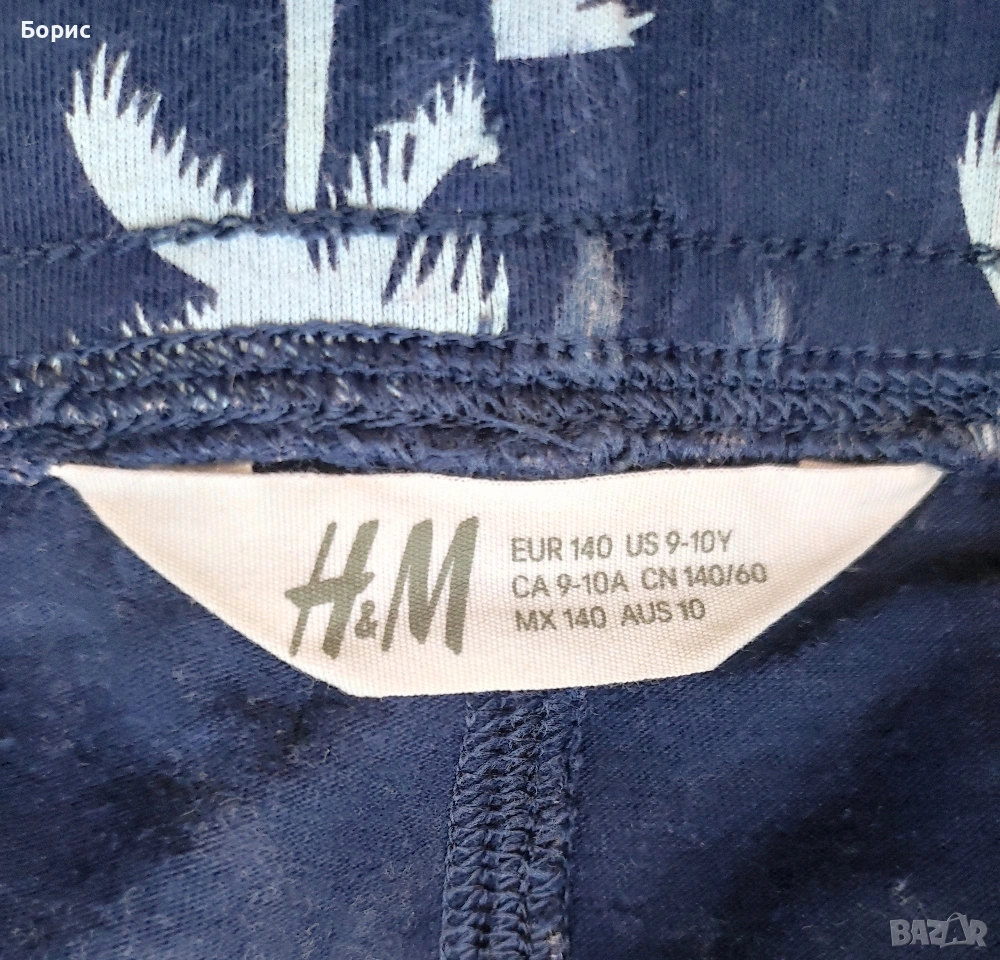 Борис
H&M
EUR 140 US 9-10Y
CA 9-10A CN 140/60
MX 140 AUS 10
BAZAR